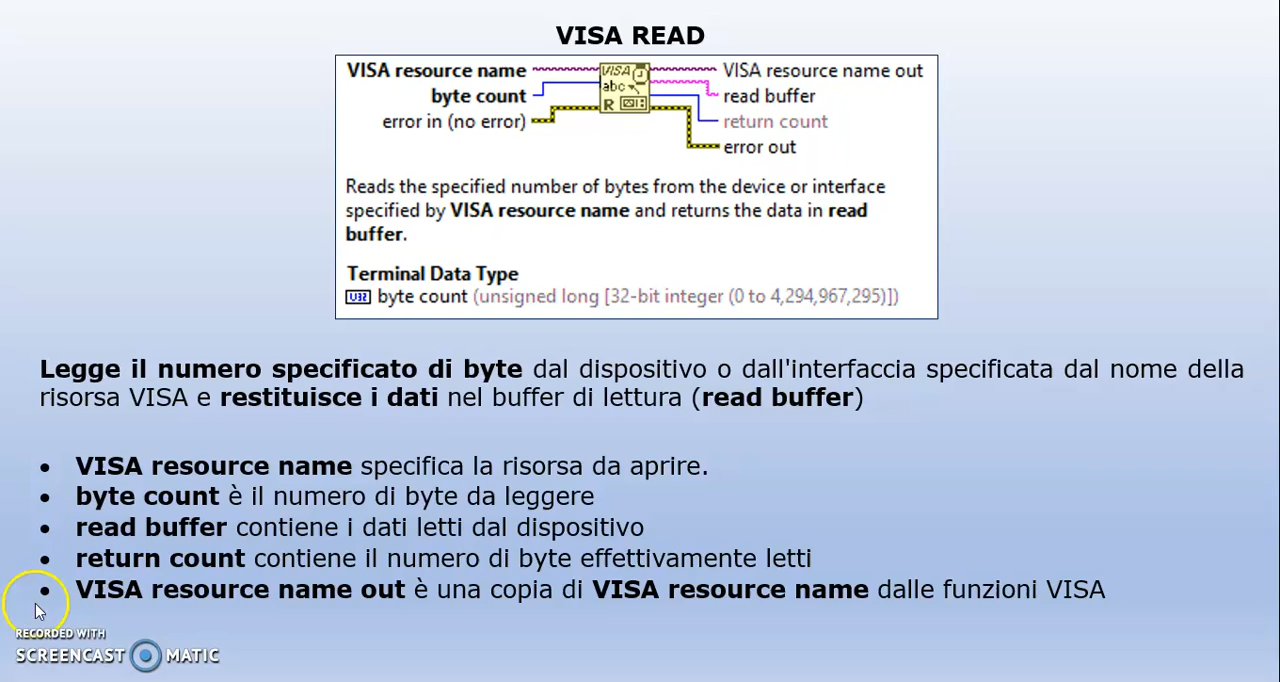 VISA READ
VISA resource name
VISA resource name out
byte count
read buffer
error in (no error)
return count
error out
VISA
abc
R
Reads the specified number of bytes from the device or interface
specified by VISA resource name and returns the data in read
buffer.
Terminal Data Type
U32 byte count (unsigned long [32-bit integer (0 to 4,294,967,295)])
Legge il numero specificato di byte dal dispositivo o dall'interfaccia specificata dal nome della
risorsa VISA e restituisce i dati nel buffer di lettura (read buffer)
• VISA resource name specifica la risorsa da aprire.
• byte count è il numero di byte da leggere
• read buffer contiene i dati letti dal dispositivo
• return count contiene il numero di byte effettivamente letti
• VISA resource name out è una copia di VISA resource name dalle funzioni VISA
RECORDED WITH
SCREENCAST MATIC